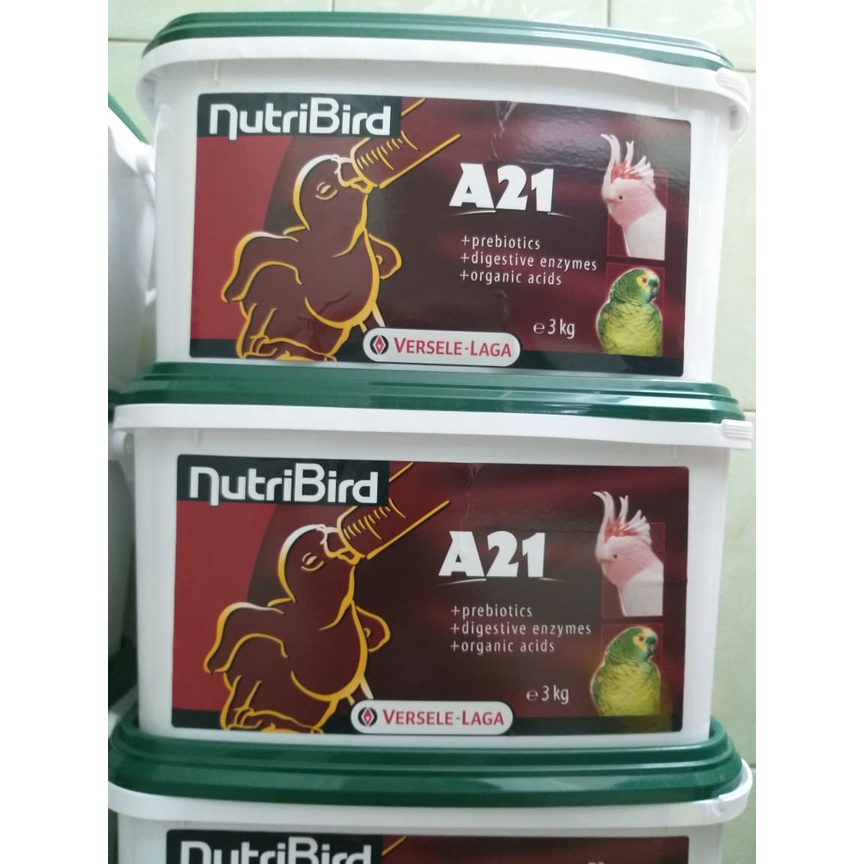 NutriBird
A21
+prebiotics
+digestive enzymes
+organic acids
℮ 3 kg
VERSELE-LAGA
NutriBird
A21
+prebiotics
+digestive enzymes
+organic acids
℮ 3 kg
VERSELE-LAGA
NutriBird